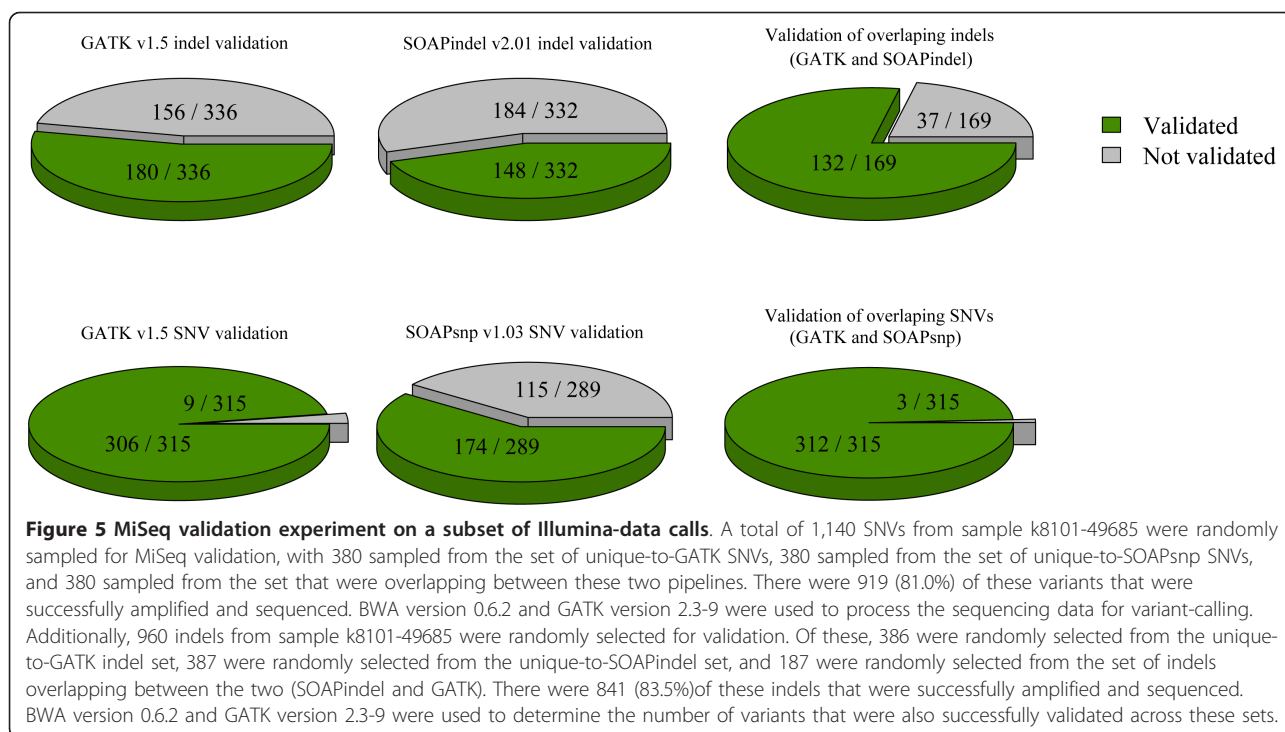 GATK v1.5 indel validation
SOAPindel v2.01 indel validation
Validation of overlaping indels
(GATK and SOAPindel)
156 / 336
180 / 336
184 / 332
148 / 332
37 / 169
132 / 169
Validated
Not validated
GATK v1.5 SNV validation
SOAPsnp v1.03 SNV validation
Validation of overlaping SNVs
(GATK and SOAPsnp)
9 / 315
306 / 315
115 / 289
174 / 289
3 / 315
312 / 315
Figure 5 MiSeq validation experiment on a subset of Illumina-data calls. A total of 1,140 SNVs from sample k8101-49685 were randomly
sampled for MiSeq validation, with 380 sampled from the set of unique-to-GATK SNVs, 380 sampled from the set of unique-to-SOAPsnp SNVs,
and 380 sampled from the set that were overlapping between these two pipelines. There were 919 (81.0%) of these variants that were
successfully amplified and sequenced. BWA version 0.6.2 and GATK version 2.3-9 were used to process the sequencing data for variant-calling.
Additionally, 960 indels from sample k8101-49685 were randomly selected for validation. Of these, 386 were randomly selected from the unique-
to-GATK indel set, 387 were randomly selected from the unique-to-SOAPindel set, and 187 were randomly selected from the set of indels
overlapping between the two (SOAPindel and GATK). There were 841 (83.5%)of these indels that were successfully amplified and sequenced.
BWA version 0.6.2 and GATK version 2.3-9 were used to determine the number of variants that were also successfully validated across these sets.